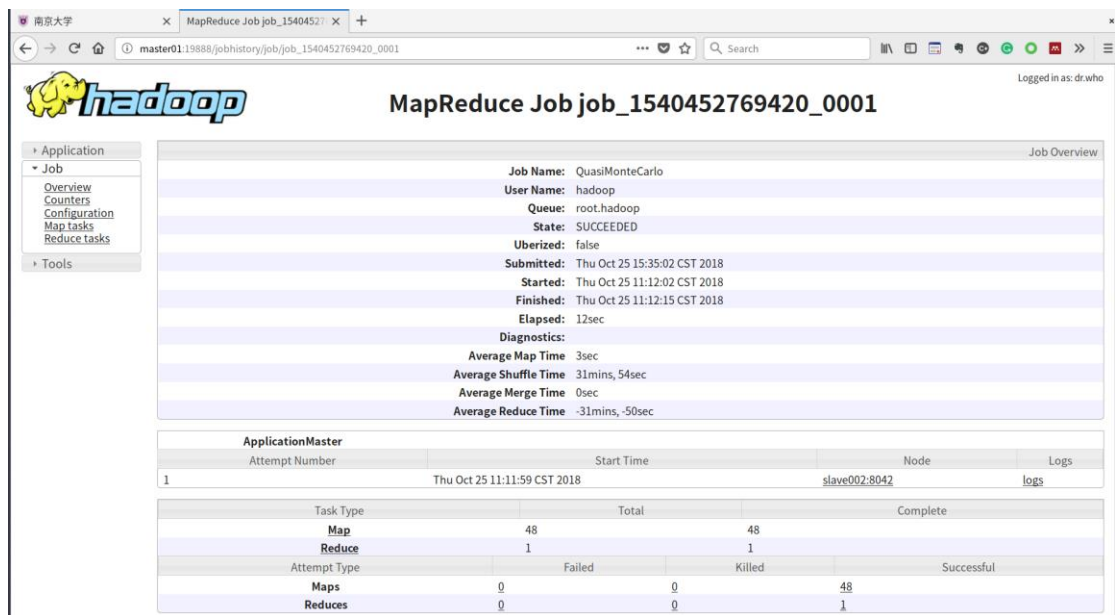 南京大学
MapReduce Job job_15404527
master01:19888/jobhistory/job/job_1540452769420_0001
Search
Logged in as: dr.who
hadoop
MapReduce Job job_1540452769420_0001
Application
Job
Overview
Counters
Configuration
Map tasks
Reduce tasks
Tools
Job Overview
Job Name: QuasiMonteCarlo
User Name: hadoop
Queue: root.hadoop
State: SUCCEEDED
Uberized: false
Submitted: Thu Oct 25 15:35:02 CST 2018
Started: Thu Oct 25 11:12:02 CST 2018
Finished: Thu Oct 25 11:12:15 CST 2018
Elapsed: 12sec
Diagnostics:
Average Map Time 3sec
Average Shuffle Time 31mins, 54sec
Average Merge Time 0sec
Average Reduce Time -31mins, -50sec
ApplicationMaster
Attempt Number Start Time Node Logs
1 Thu Oct 25 11:11:59 CST 2018 slave002:8042 logs
Task Type Total Complete
Map 48 48
Reduce 1 1
Attempt Type Failed Killed Successful
Maps 0 0 48
Reduces 0 0 1